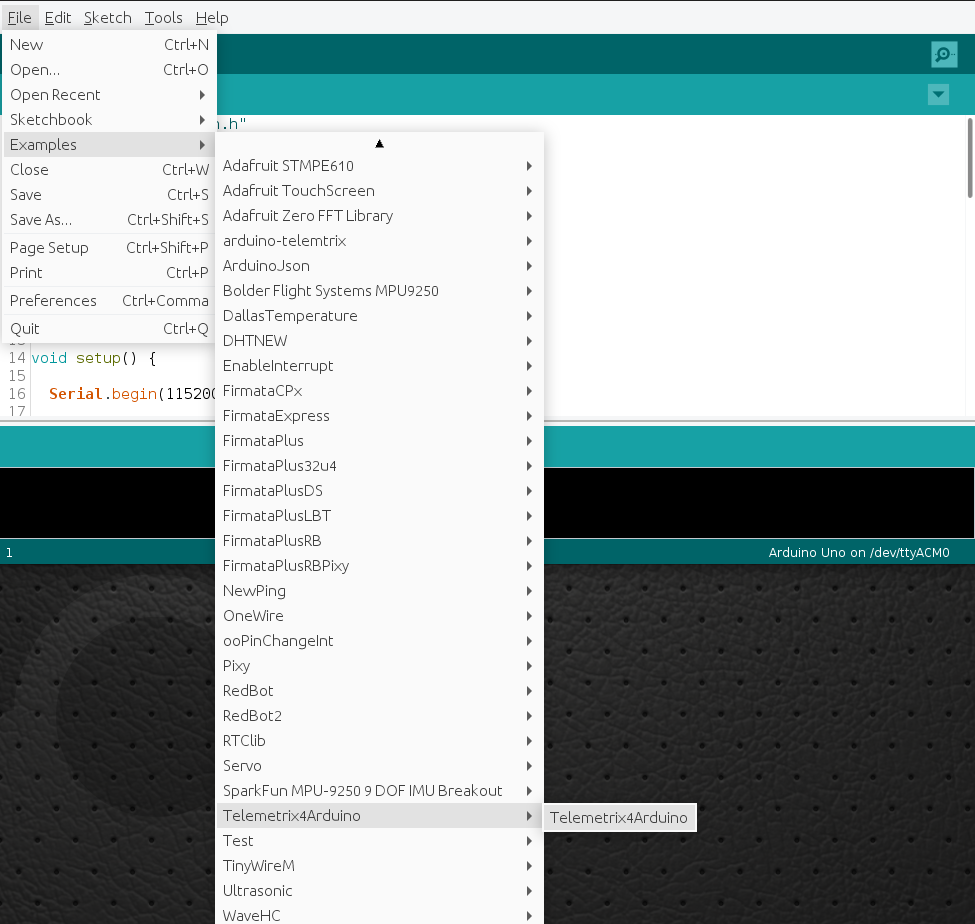 File Edit Sketch Tools Help
New Ctrl+N
Open... Ctrl+O
Open Recent
Sketchbook
Examples
Close Ctrl+W
Save Ctrl+S
Save As... Ctrl+Shift+S
Page Setup Ctrl+Shift+P
Print Ctrl+P
Preferences Ctrl+Comma
Quit Ctrl+Q
.h"
Adafruit STMPE610
Adafruit TouchScreen
Adafruit Zero FFT Library
arduino-telemtrix
ArduinoJson
Bolder Flight Systems MPU9250
DallasTemperature
DHTNEW
EnableInterrupt
FirmataCPx
FirmataExpress
FirmataPlus
FirmataPlus32u4
FirmataPlusDS
FirmataPlusLBT
FirmataPlusRB
FirmataPlusRBPixy
NewPing
OneWire
ooPinChangeInt
Pixy
RedBot
RedBot2
RTClib
Servo
SparkFun MPU-9250 9 DOF IMU Breakout
Telemetrix4Arduino
Test
TinyWireM
Ultrasonic
WaveHC
Telemetrix4Arduino
14 void setup() {
15
16 Serial.begin(11520
17
1 Arduino Uno on /dev/ttyACM0